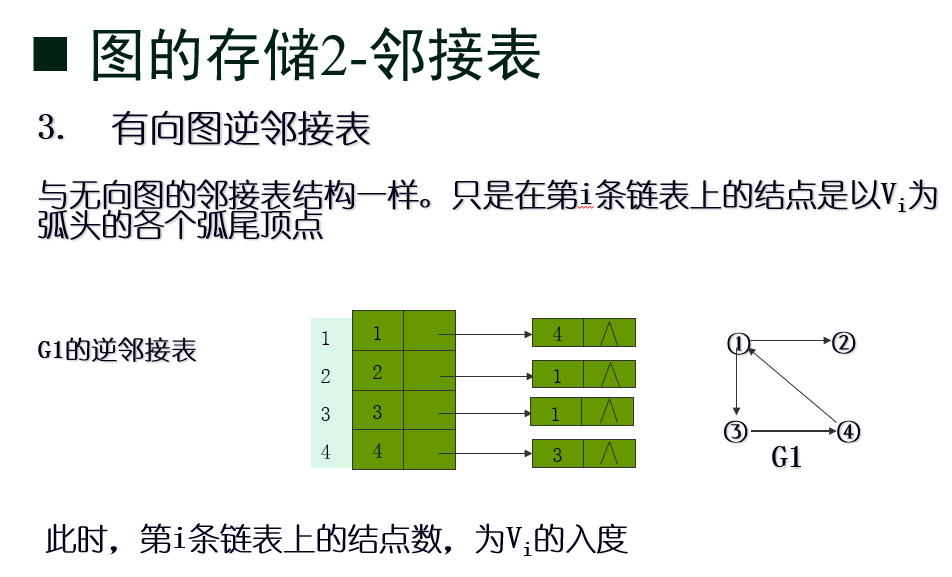 ■ 图的存储2-邻接表
3. 有向图逆邻接表
与无向图的邻接表结构一样。只是在第i条链表上的结点是以Vi为
弧头的各个弧尾顶点
G1的逆邻接表
1 1 4 ∧
2 2 1 ∧
3 3 1 ∧
4 4 3 ∧
① ②
③ ④
G1
此时，第i条链表上的结点数，为Vi的入度